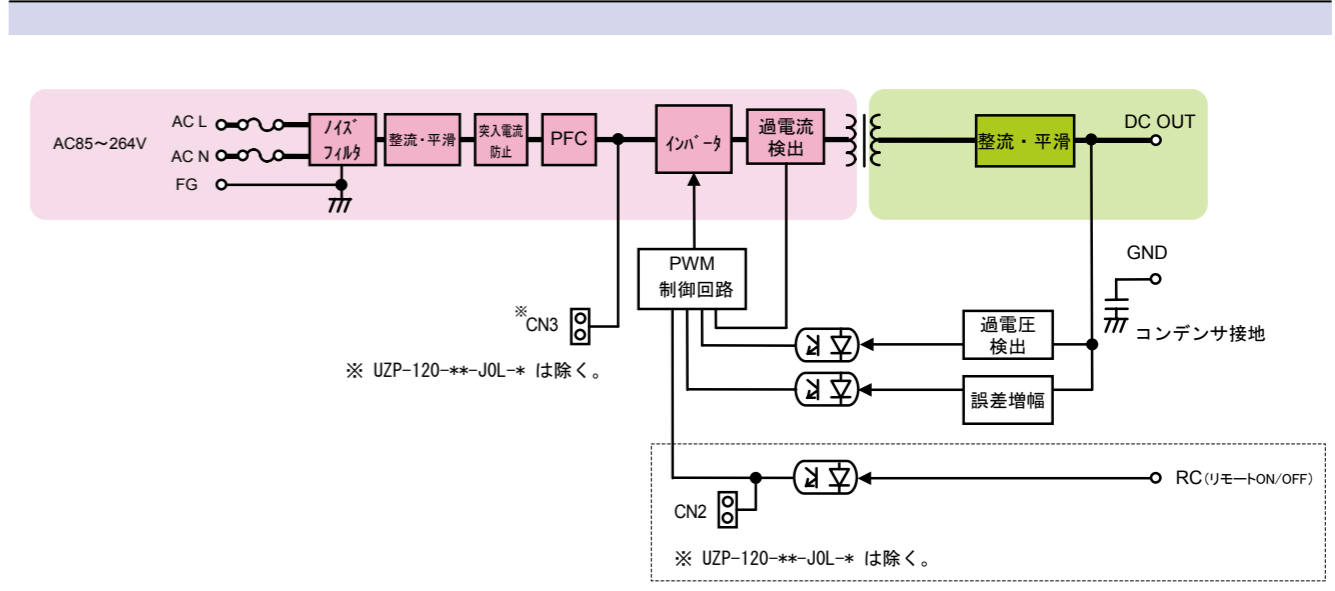 AC85～264V
AC L
AC N
FG
ﾉｲｽﾞ
ﾌｨﾙﾀ
整流・平滑
突入電流
防止
PFC
ｲﾝﾊﾞｰﾀ
過電流
検出
整流・平滑
DC OUT
PWM
制御回路
GND
コンデンサ接地
※CN3
※ UZP-120-**-J0L-* は除く。
過電圧
検出
誤差増幅
RC(リモートON/OFF)
CN2
※ UZP-120-**-J0L-* は除く。